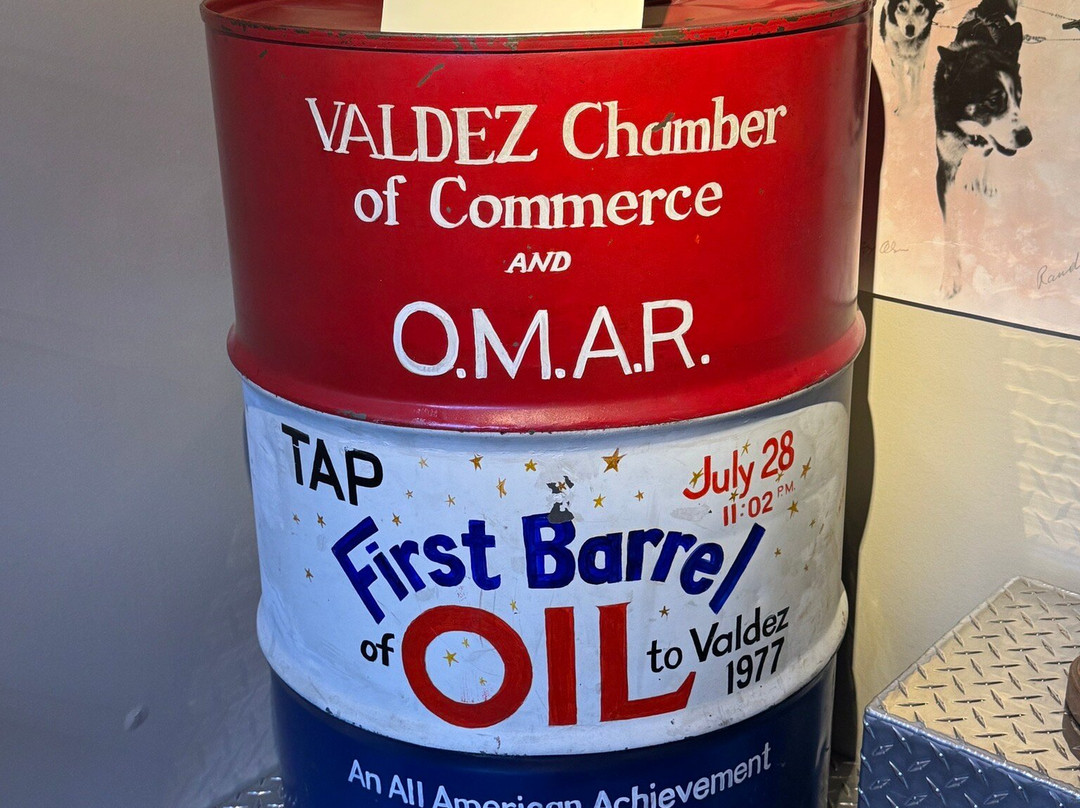 VALDEZ Chamber
of Commerce
AND
O.M.A.R.
TAP
July 28
11:02 P.M.
First Barrel
of OIL to Valdez
1977
An All American Achievement